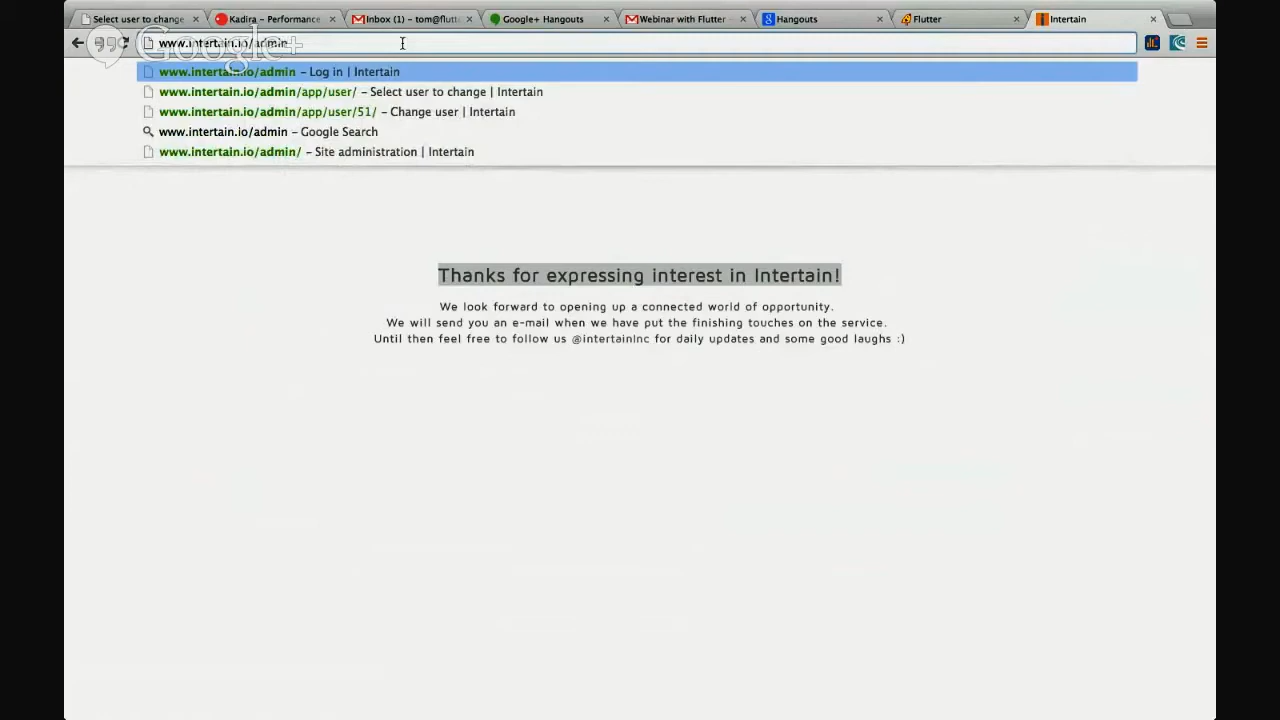 Select user to change
Kadira - Performance
Inbox (1) - tom@flutt
Google+ Hangouts
Webinar with Flutter -
Hangouts
Flutter
Intertain
www.intertain.io/admin
Google+
www.intertain.io/admin - Log in | Intertain
www.intertain.io/admin/app/user/ - Select user to change | Intertain
www.intertain.io/admin/app/user/51/ - Change user | Intertain
www.intertain.io/admin - Google Search
www.intertain.io/admin/ - Site administration | Intertain
Thanks for expressing interest in Intertain!
We look forward to opening up a connected world of opportunity.
We will send you an e-mail when we have put the finishing touches on the service.
Until then feel free to follow us @intertainInc for daily updates and some good laughs :)